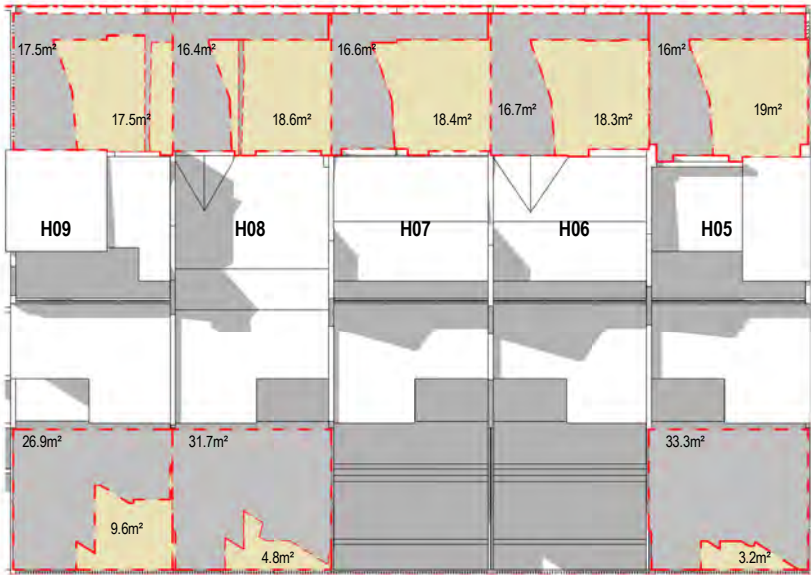 17.5m²
16.4m²
16.6m²
16m²
17.5m²
18.6m²
18.4m²
16.7m²
18.3m²
19m²
H09
H08
H07
H06
H05
26.9m²
31.7m²
33.3m²
9.6m²
4.8m²
3.2m²